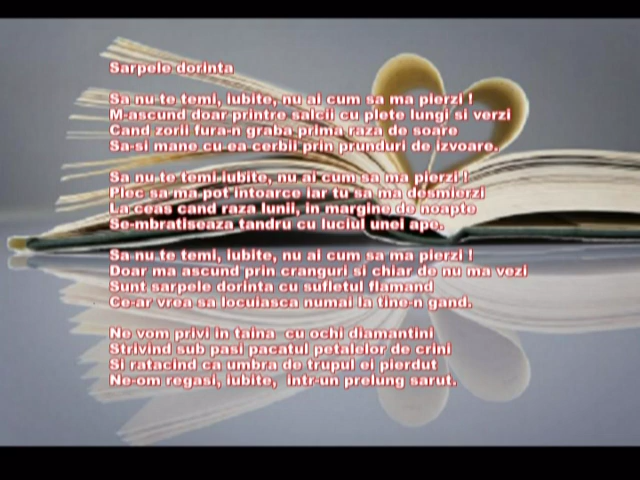 Sarpele dorinta
Sa nu-te temi, iubite, nu ai cum sa ma pierzi !
M-ascund doar printre salcii cu plete lungi si verzi
Cand zorii fura-n graba prima raza de soare
Sa-si mane cu ea cerbii prin prunduri de izvoare.
Sa nu-te temi iubite, nu ai cum sa ma pierzi !
Plec sa ma pot intoarce iar tu sa ma desmierzi
La ceas cand raza lunii, in margine de noapte
Se-mbratiseaza tandru cu luciul unei ape.
Sa nu te temi, iubite, nu ai cum sa ma pierzi !
Doar ma ascund prin cranguri si chiar de nu ma vezi
Sunt sarpele dorinta cu sufletul flamand
Ce-ar vrea sa locuiasca numai la tine-n gand.
Ne vom privi in taina cu ochi diamantini
Strivind sub pasi pacatul petalelor de crini
Si ratacind ca umbra de trupul ei pierdut
Ne-om regasi, iubite, intr-un prelung sarut.